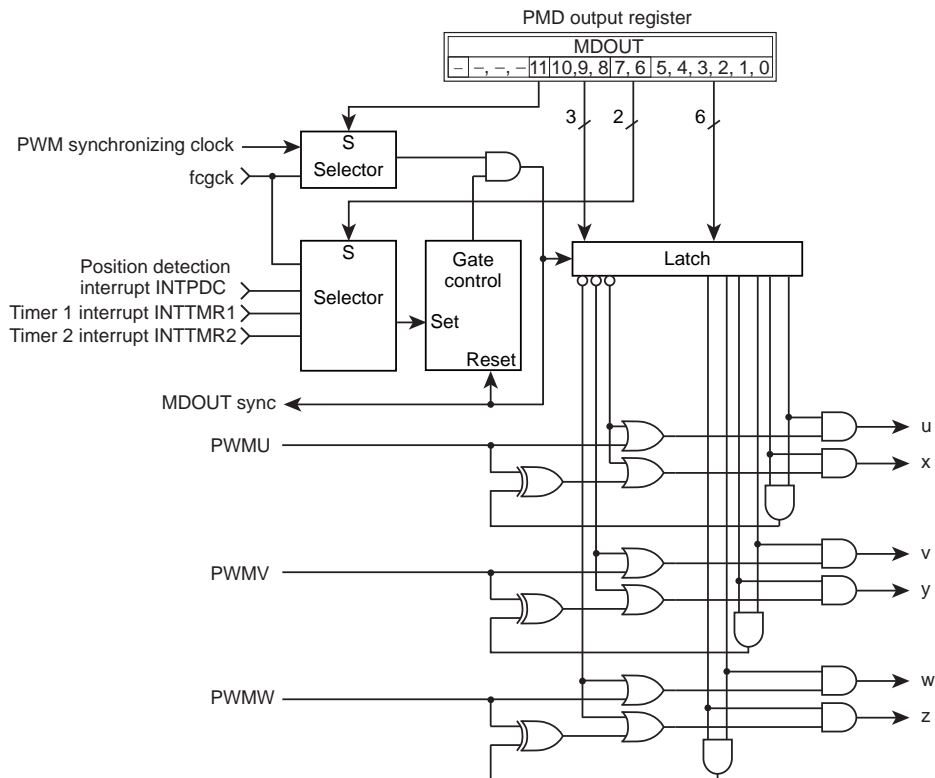 PMD output register
MDOUT
– –, –, – 11 10,9, 8 7, 6 5, 4, 3, 2, 1, 0
3 2 6
PWM synchronizing clock
S
Selector
fcgck
S
Selector
Gate
control
Set
Reset
Latch
Position detection
interrupt INTPDC
Timer 1 interrupt INTTMR1
Timer 2 interrupt INTTMR2
MDOUT sync
PWMU
u
x
PWMV
v
y
PWMW
w
z